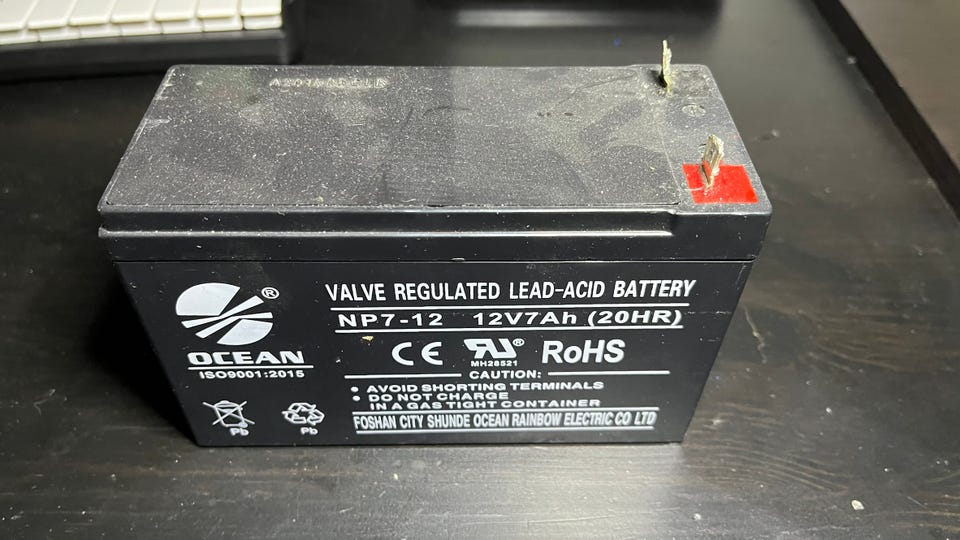 VALVE REGULATED LEAD-ACID BATTERY
NP7-12 12V7Ah (20HR)
®
OCEAN
ISO9001:2015
CE RU® RoHS
MH28521
CAUTION:
• AVOID SHORTING TERMINALS
• DO NOT CHARGE
IN A GAS TIGHT CONTAINER
Pb Pb
FOSHAN CITY SHUNDE OCEAN RAINBOW ELECTRIC CO LTD